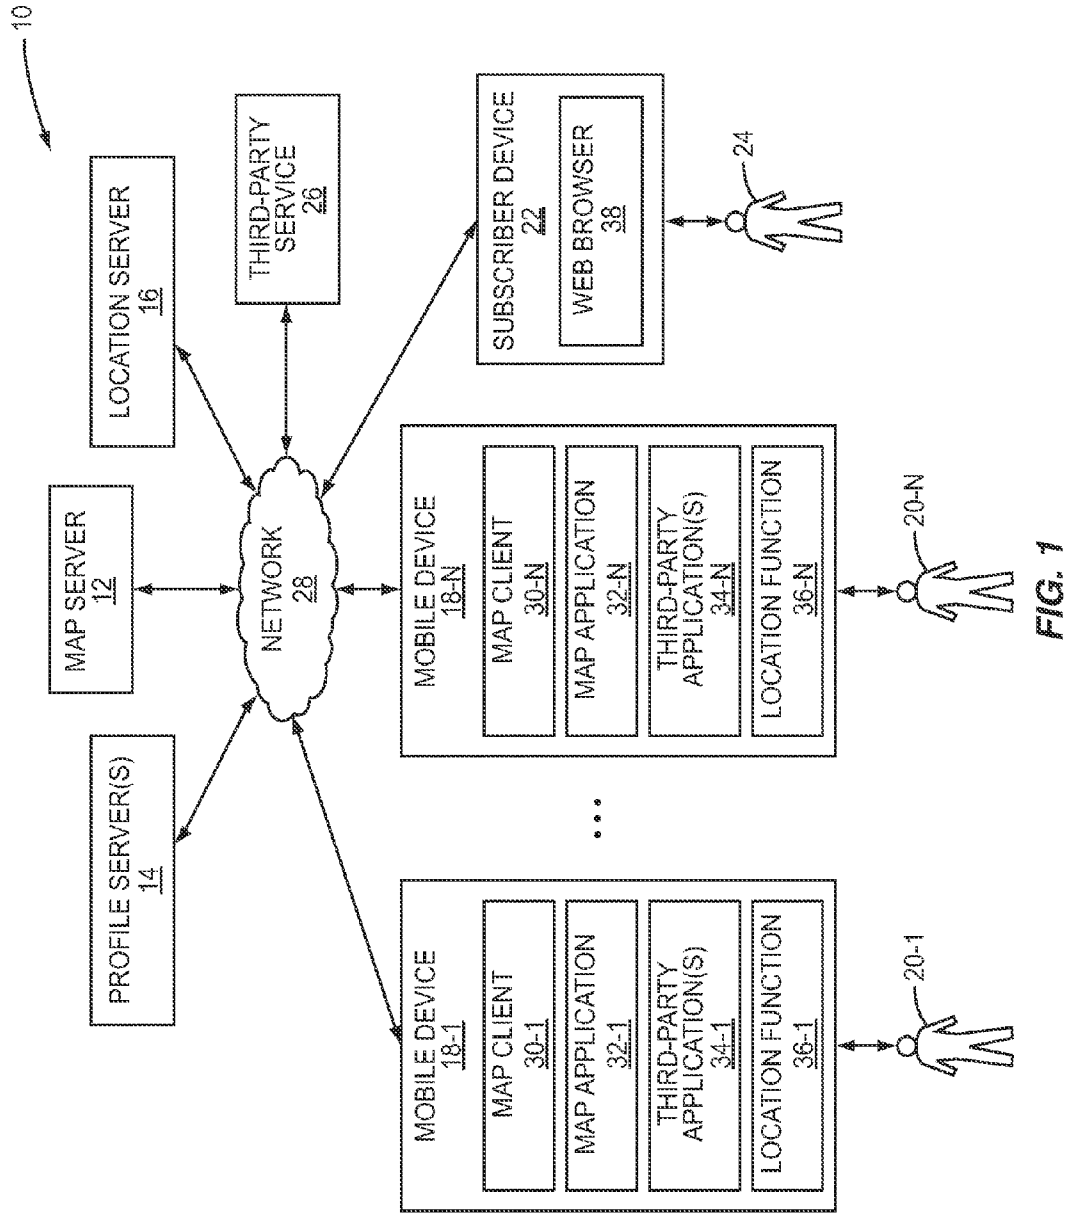 10
PROFILE SERVER(S)
14
MAP SERVER
12
LOCATION SERVER
16
NETWORK
28
THIRD-PARTY
SERVICE
26
MOBILE DEVICE
18-1
MAP CLIENT
30-1
MAP APPLICATION
32-1
THIRD-PARTY
APPLICATION(S)
34-1
LOCATION FUNCTION
36-1
20-1
...
MOBILE DEVICE
18-N
MAP CLIENT
30-N
MAP APPLICATION
32-N
THIRD-PARTY
APPLICATION(S)
34-N
LOCATION FUNCTION
36-N
20-N
SUBSCRIBER DEVICE
22
WEB BROWSER
38
24
FIG. 1